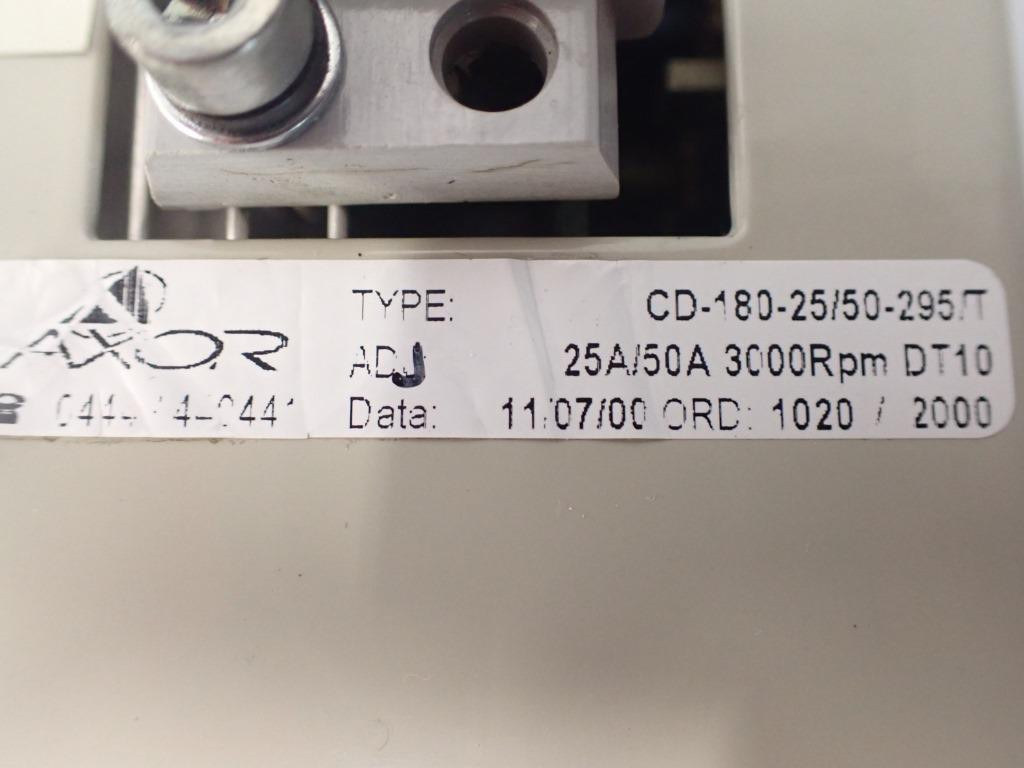 AXOR
TYPE: CD-180-25/50-295/T
ADJ 25A/50A 3000Rpm DT10
Data: 11/07/00 ORD: 1020 / 2000